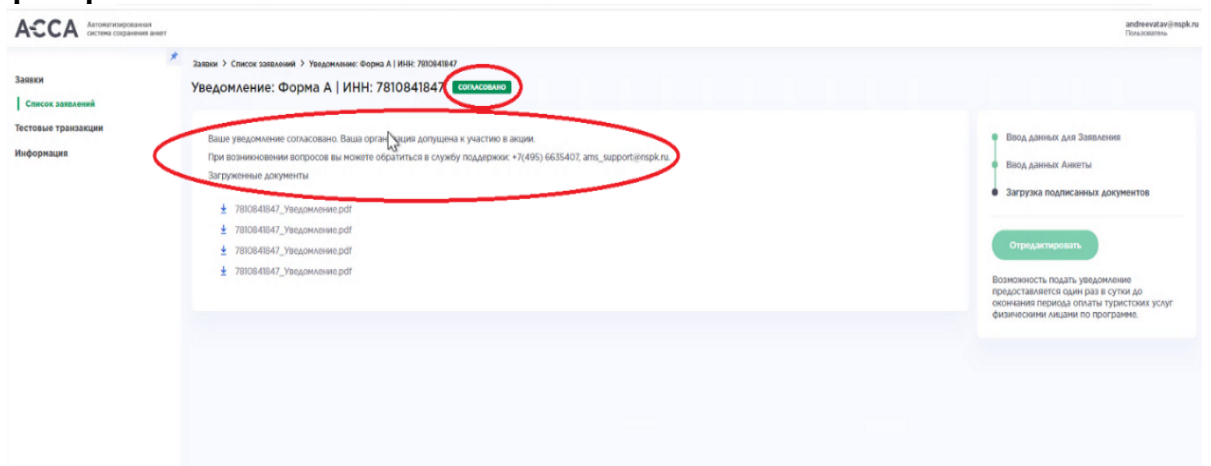 АССА
Автоматизированная
система сохранения анкет
andreevatav@nspk.ru
Пользователь
Заявки
Список заявлений
Тестовые транзакции
Информация
Заявки > Список заявлений > Уведомление: Форма А | ИНН: 7810841847
Уведомление: Форма А | ИНН: 7810841847 СОГЛАСОВАНО
Ваше уведомление согласовано. Ваша организация допущена к участию в акции.
При возникновении вопросов вы можете обратиться в службу поддержки: +7(495) 6635407, ams_support@nspk.ru.
Загруженные документы
7810841847_Уведомление.pdf
7810841847_Уведомление.pdf
7810841847_Уведомление.pdf
7810841847_Уведомление.pdf
Ввод данных для Заявления
Ввод данных Анкеты
Загрузка подписанных документов
Отредактировать
Возможность подать уведомление
предоставляется один раз в сутки до
окончания периода оплаты туристских услуг
физическими лицами по программе.